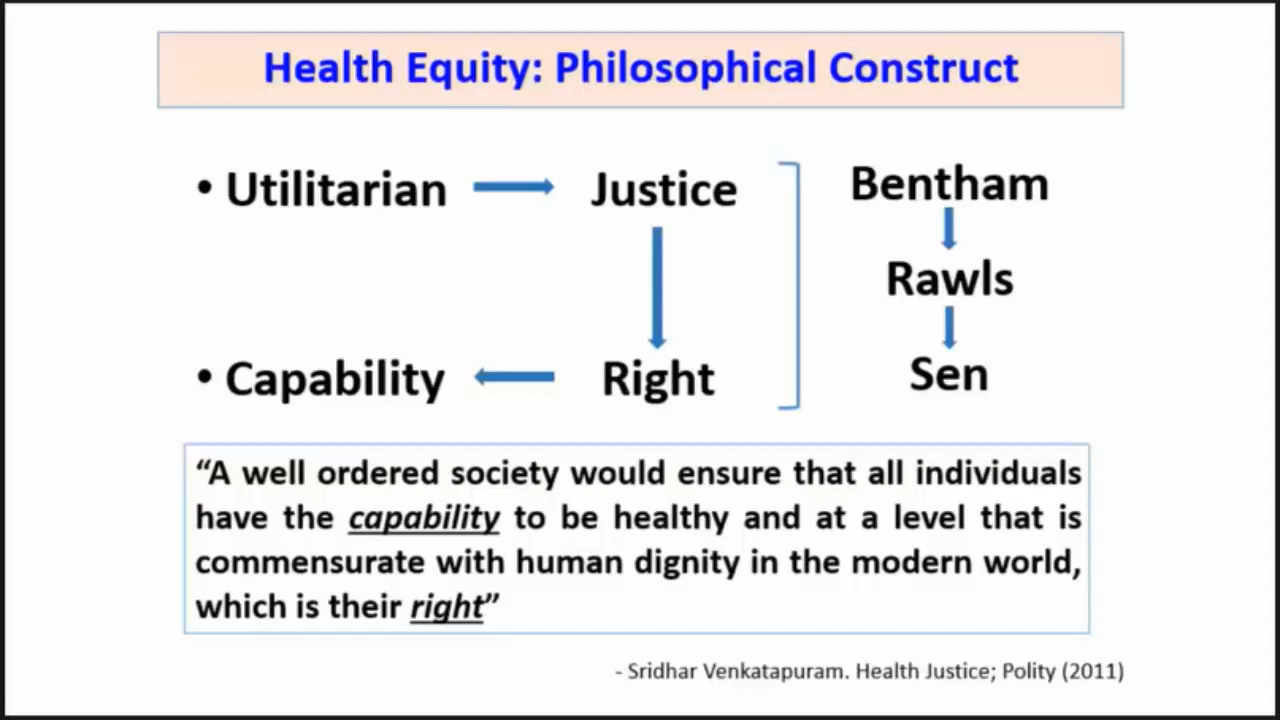 Health Equity: Philosophical Construct
• Utilitarian Justice
Bentham
Rawls
• Capability Right
Sen
“A well ordered society would ensure that all individuals
have the capability to be healthy and at a level that is
commensurate with human dignity in the modern world,
which is their right”
- Sridhar Venkatapuram. Health Justice; Polity (2011)